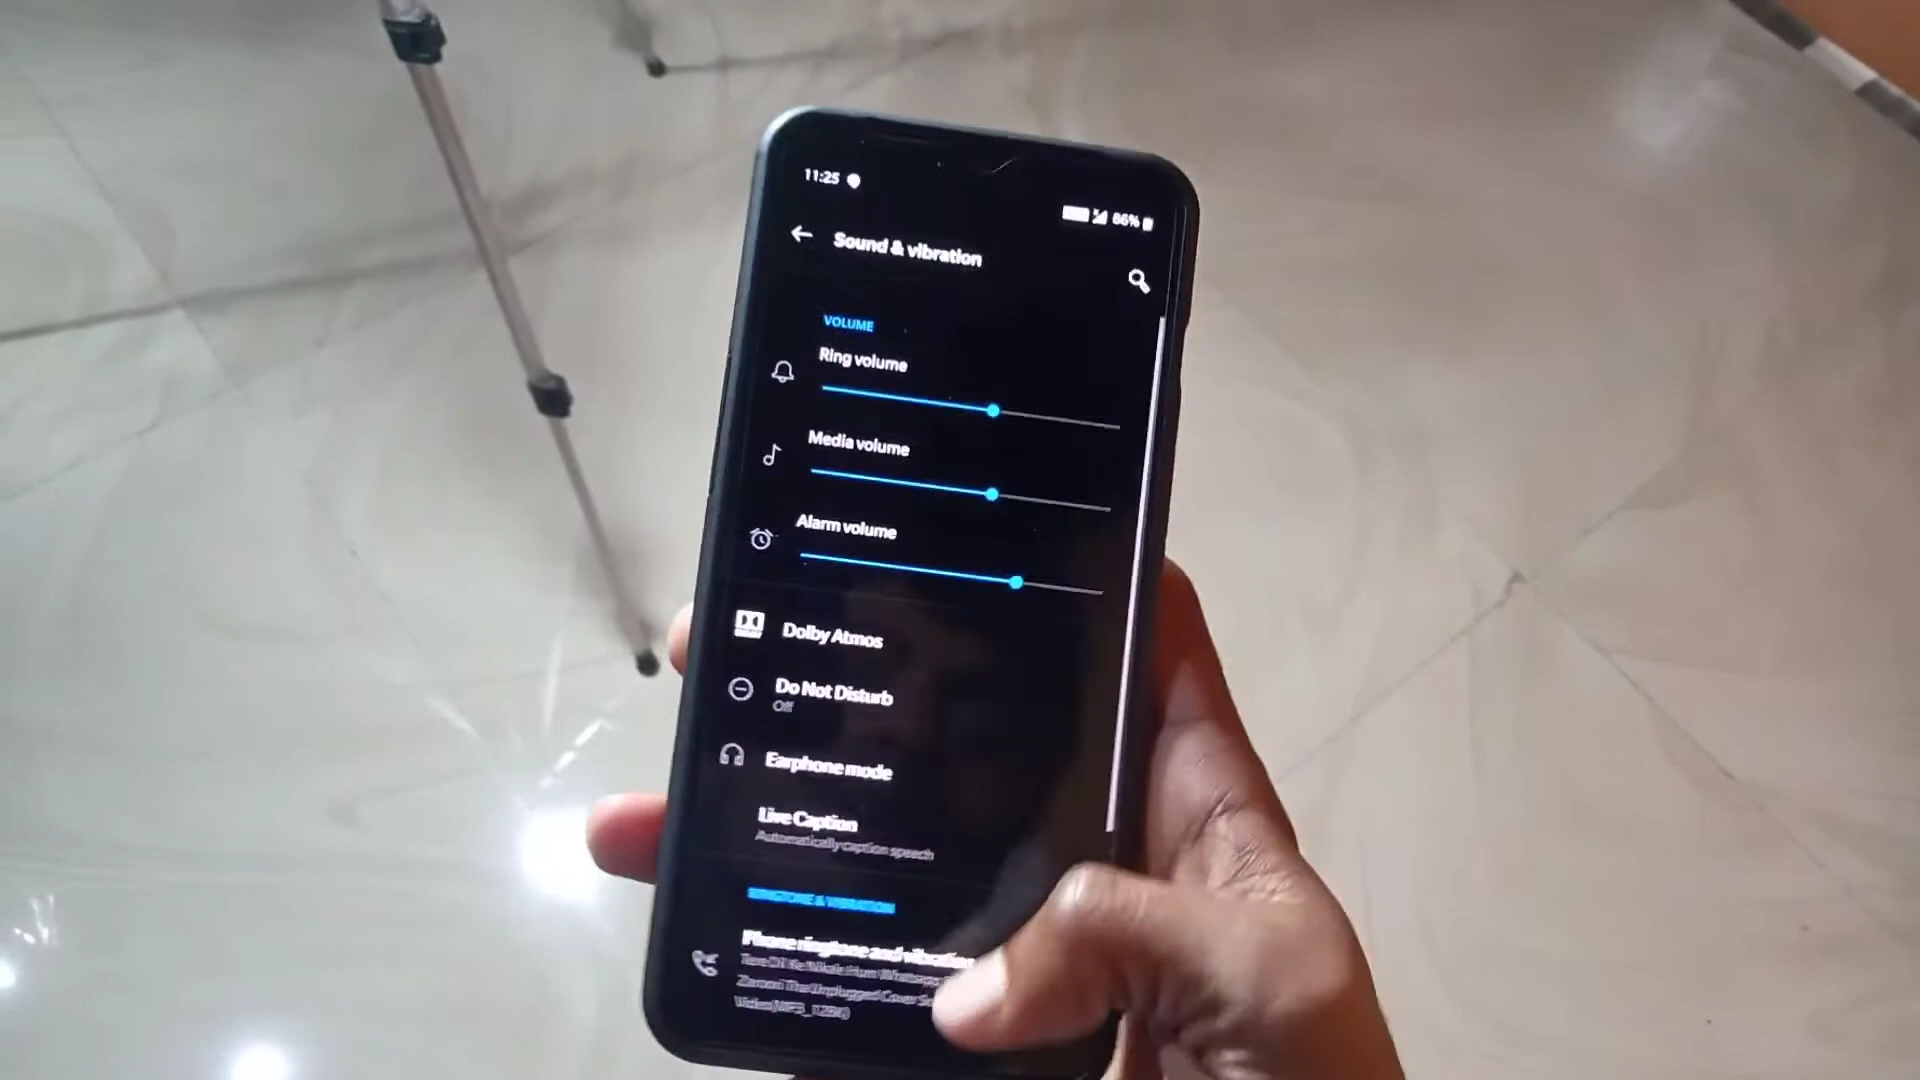 11:25
86%
Sound & vibration
VOLUME
Ring volume
Media volume
Alarm volume
Dolby Atmos
Do Not Disturb
Off
Earphone mode
Live Caption
Automatically caption speech
RINGTONE & VIBRATION
Phone ringtone and vibration